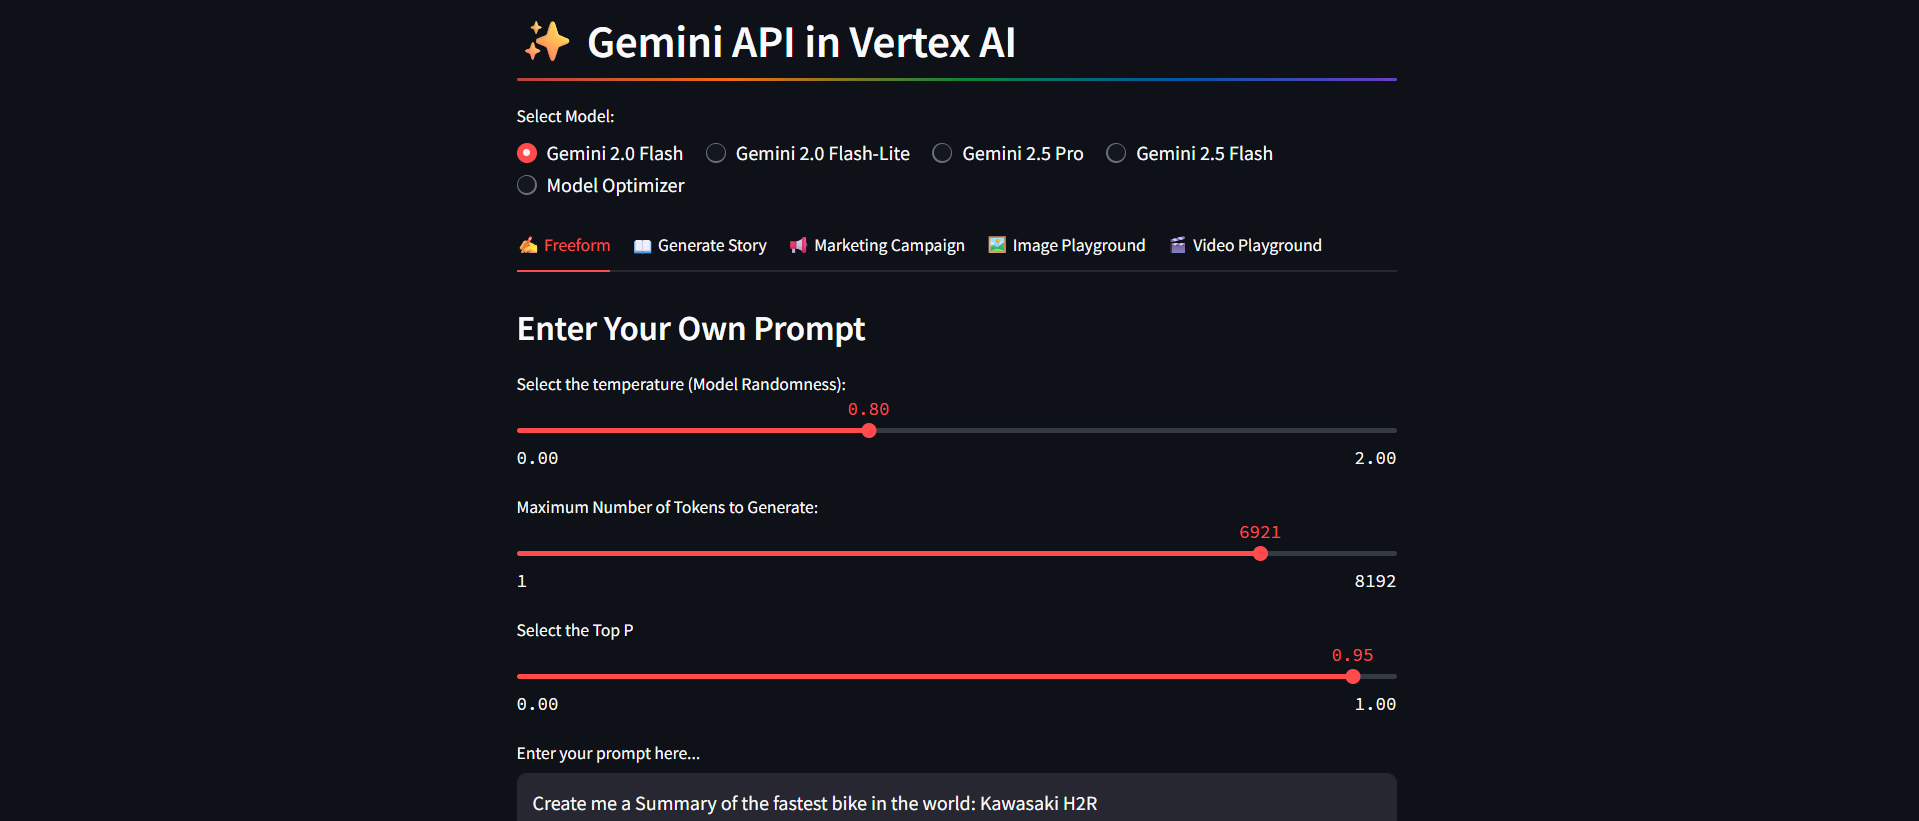 Gemini API in Vertex AI
Select Model:
Gemini 2.0 Flash Gemini 2.0 Flash-Lite Gemini 2.5 Pro Gemini 2.5 Flash
Model Optimizer
Freeform Generate Story Marketing Campaign Image Playground Video Playground
Enter Your Own Prompt
Select the temperature (Model Randomness):
0.80
0.00 2.00
Maximum Number of Tokens to Generate:
6921
1 8192
Select the Top P
0.95
0.00 1.00
Enter your prompt here...
Create me a Summary of the fastest bike in the world: Kawasaki H2R